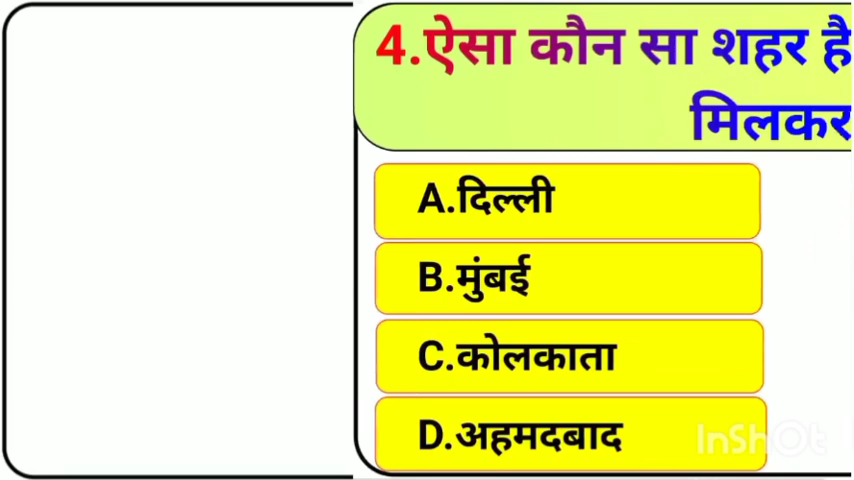 4.ऐसा कौन सा शहर है
मिलकर
A.दिल्ली
B.मुंबई
C.कोलकाता
D.अहमदबाद
InShOt